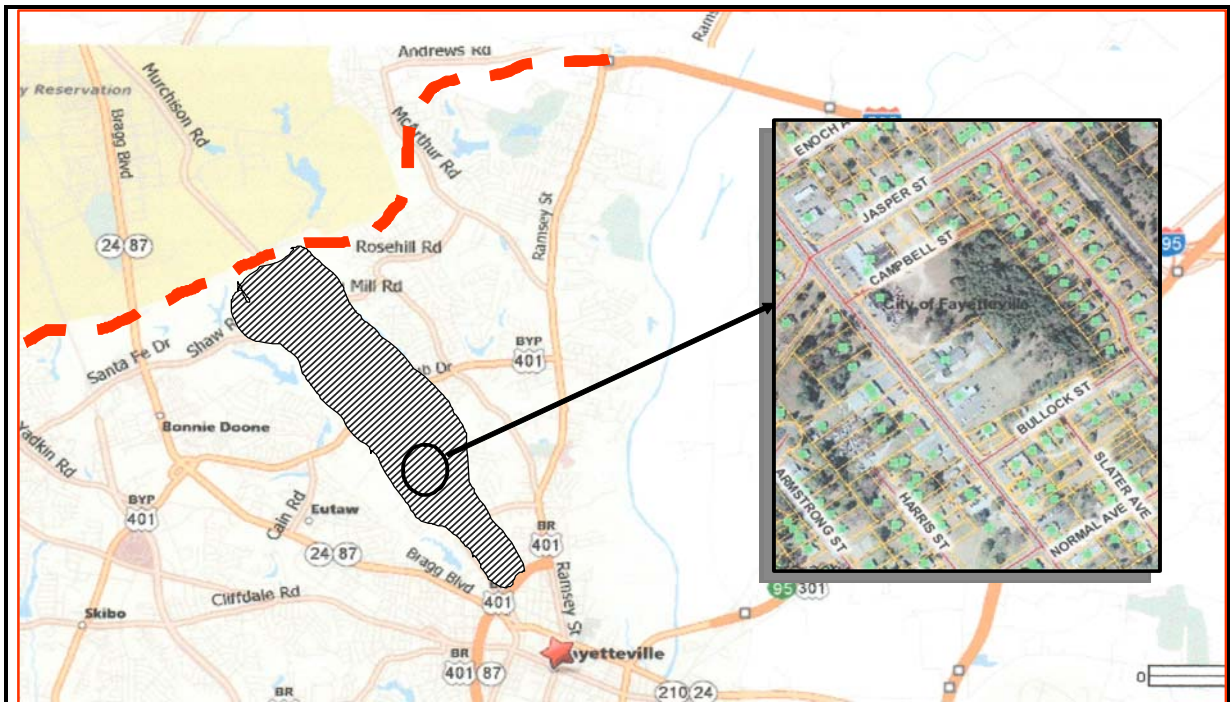 Andrews Rd
y Reservation
Murchison Rd
Bragg Blvd
McArthur Rd
Ramsey St
24 87
Rosehill Rd
Mill Rd
Shaw R
Santa Fe Dr
BYP
401
Bonnie Doone
Yadkin Rd
BYP
401
Cain Rd
Eutaw
24 87
Bragg Blvd
BR
401
Ramsey St
401
Cliffdale Rd
Skibo
BR
401 87
ayetteville
BR
210 24
95 301
95
0
ENOCH A
JASPER ST
CAMPBELL ST
City of Fayetteville
BULLOCK ST
SLATER AVE
NORMAL AVE
HARRIS ST
ARMSTRONG ST